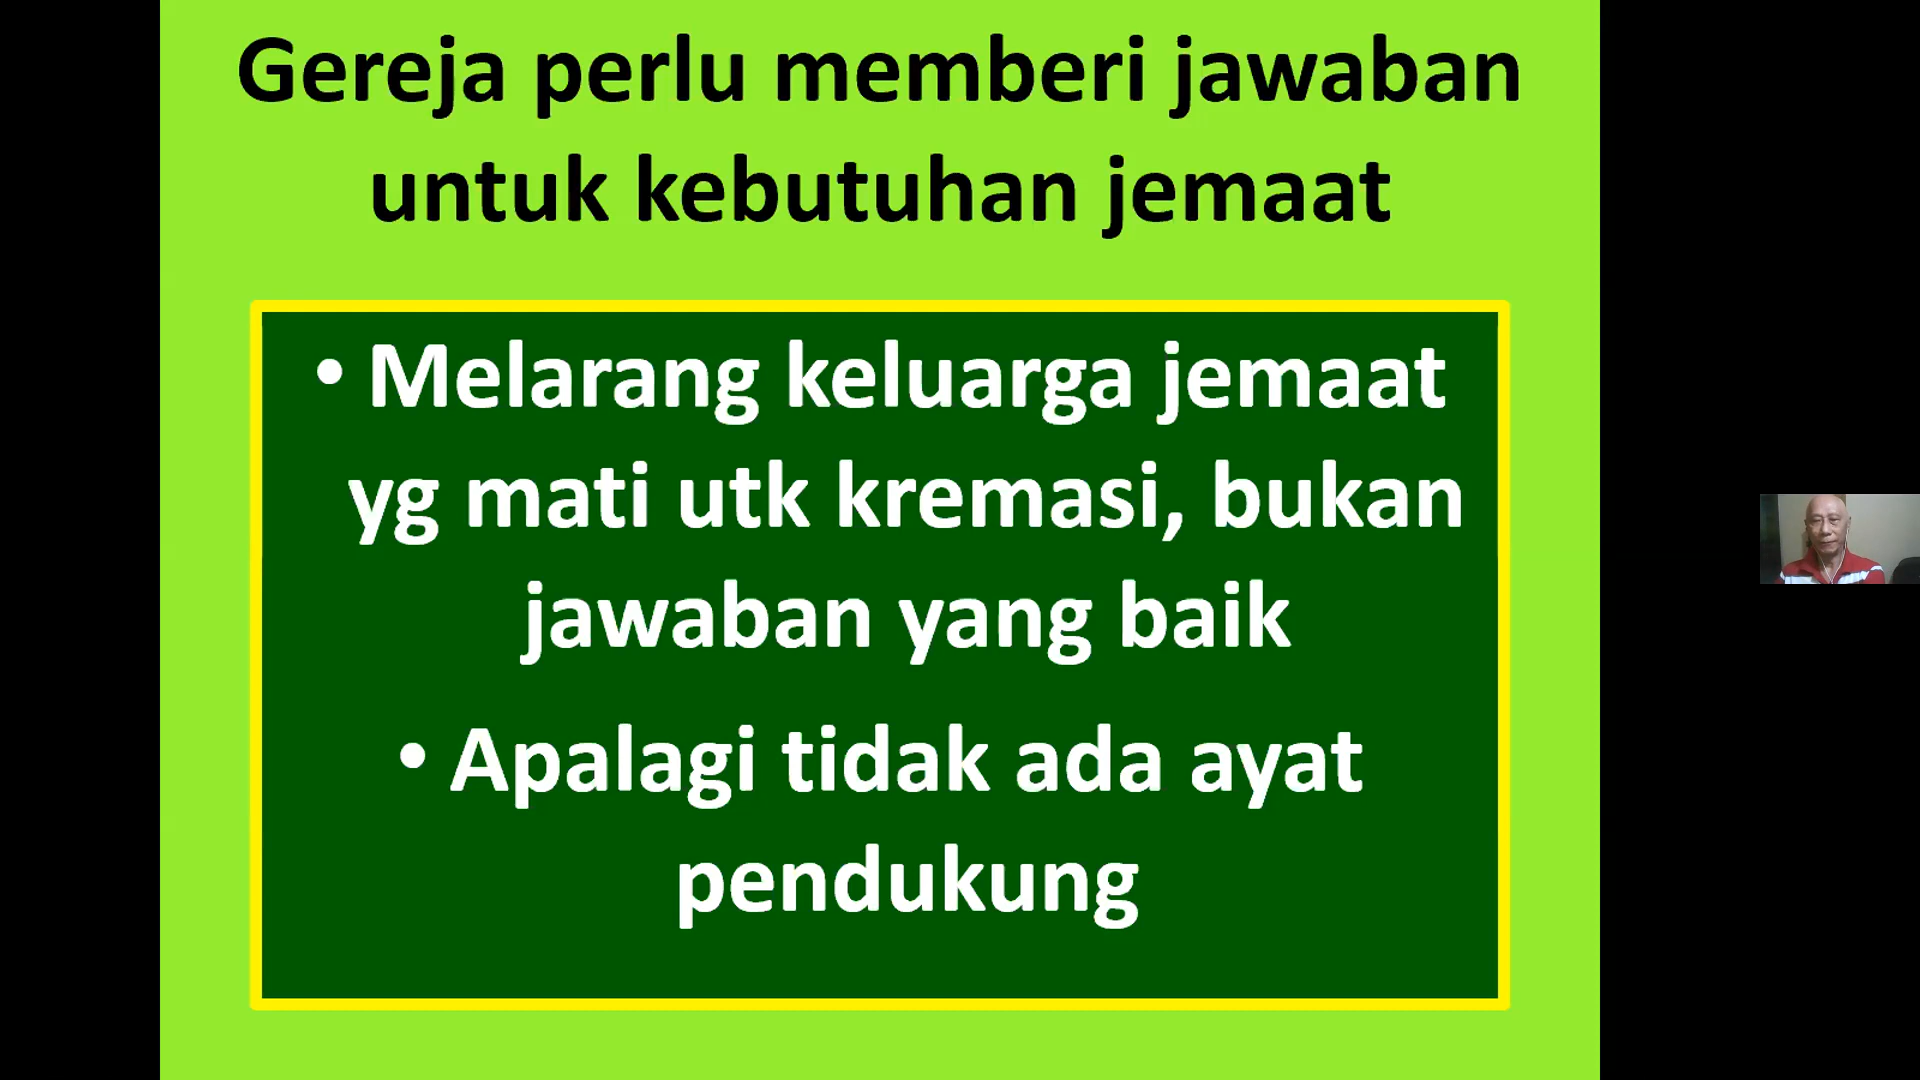 Gereja perlu memberi jawaban
untuk kebutuhan jemaat
• Melarang keluarga jemaat
yg mati utk kremasi, bukan
jawaban yang baik
• Apalagi tidak ada ayat
pendukung